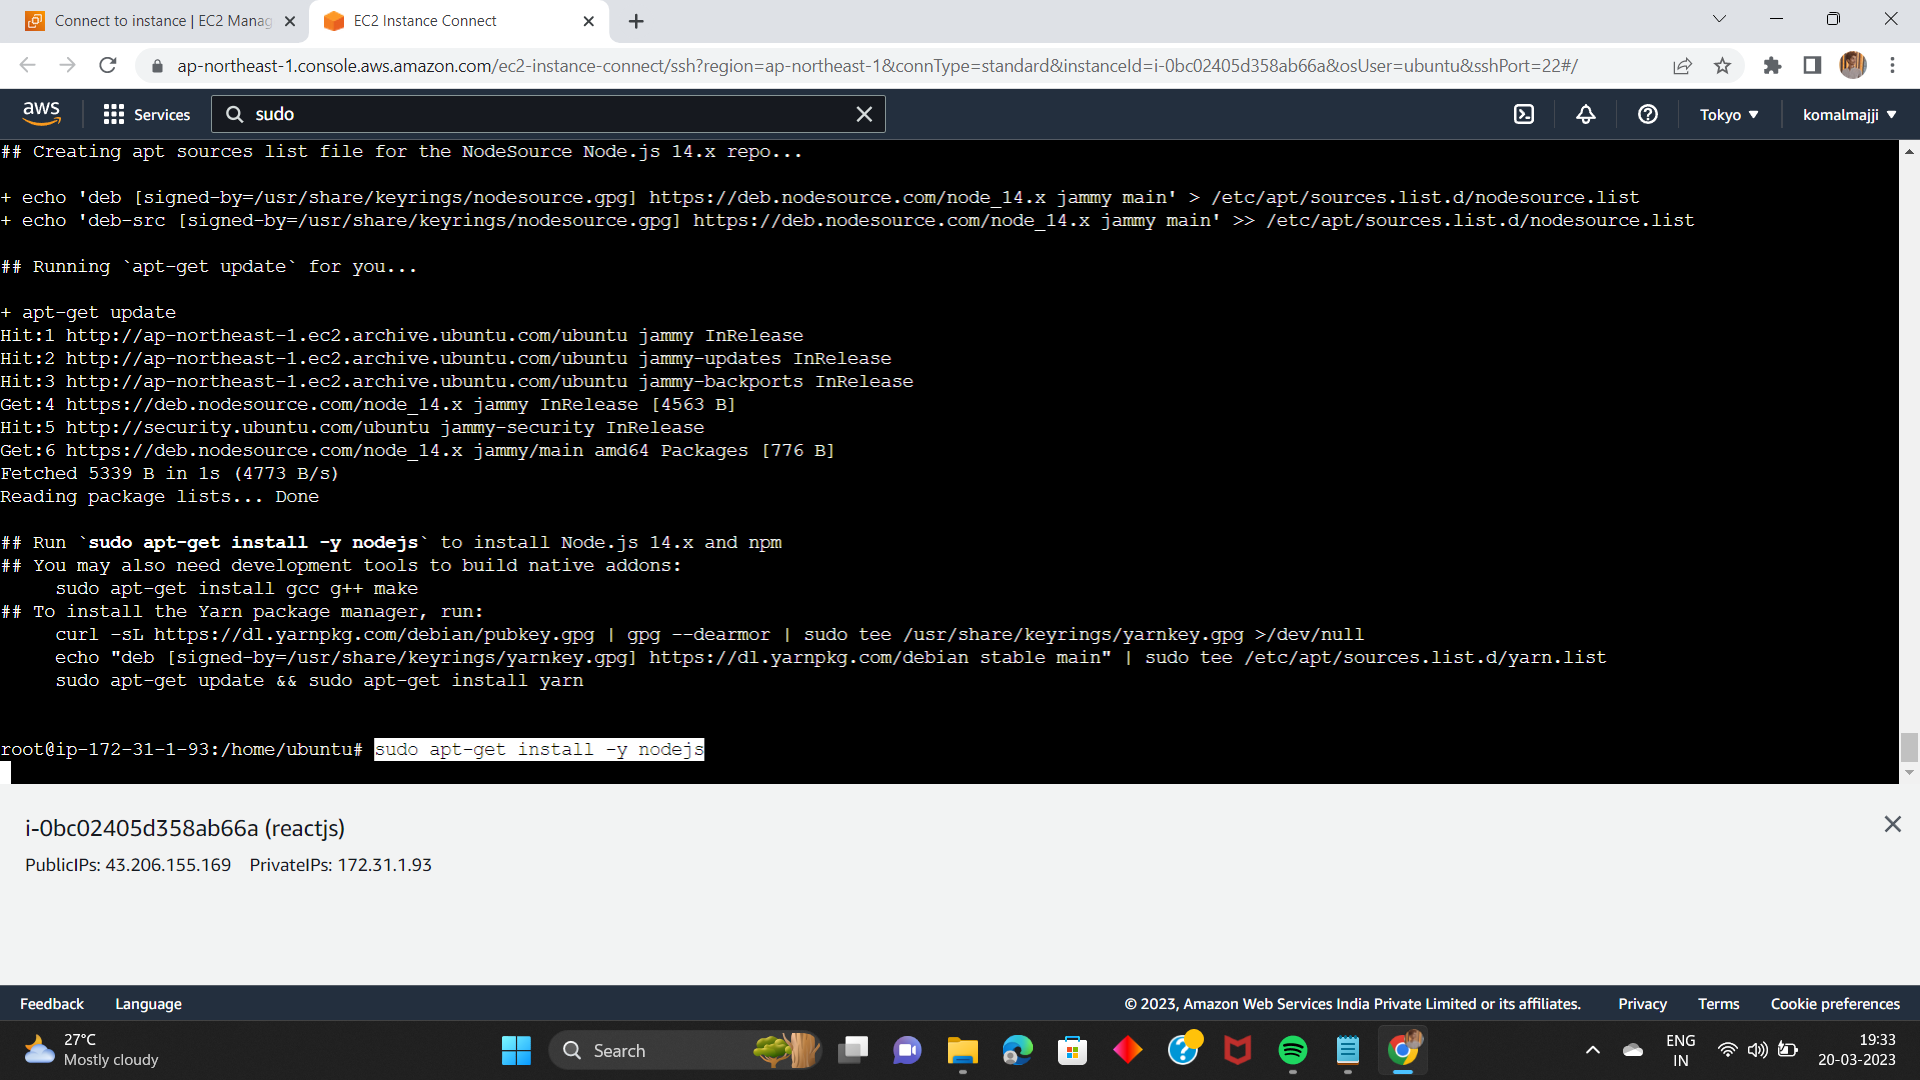 Connect to instance | EC2 Manag
EC2 Instance Connect
ap-northeast-1.console.aws.amazon.com/ec2-instance-connect/ssh?region=ap-northeast-1&connType=standard&instanceId=i-0bc02405d358ab66a&osUser=ubuntu&sshPort=22#/
aws
Services
sudo
Tokyo
komalmajji
## Creating apt sources list file for the NodeSource Node.js 14.x repo...
+ echo 'deb [signed-by=/usr/share/keyrings/nodesource.gpg] https://deb.nodesource.com/node_14.x jammy main' > /etc/apt/sources.list.d/nodesource.list
+ echo 'deb-src [signed-by=/usr/share/keyrings/nodesource.gpg] https://deb.nodesource.com/node_14.x jammy main' >> /etc/apt/sources.list.d/nodesource.list
## Running `apt-get update` for you...
+ apt-get update
Hit:1 http://ap-northeast-1.ec2.archive.ubuntu.com/ubuntu jammy InRelease
Hit:2 http://ap-northeast-1.ec2.archive.ubuntu.com/ubuntu jammy-updates InRelease
Hit:3 http://ap-northeast-1.ec2.archive.ubuntu.com/ubuntu jammy-backports InRelease
Get:4 https://deb.nodesource.com/node_14.x jammy InRelease [4563 B]
Hit:5 http://security.ubuntu.com/ubuntu jammy-security InRelease
Get:6 https://deb.nodesource.com/node_14.x jammy/main amd64 Packages [776 B]
Fetched 5339 B in 1s (4773 B/s)
Reading package lists... Done
## Run `sudo apt-get install -y nodejs` to install Node.js 14.x and npm
## You may also need development tools to build native addons:
sudo apt-get install gcc g++ make
## To install the Yarn package manager, run:
curl -sL https://dl.yarnpkg.com/debian/pubkey.gpg | gpg --dearmor | sudo tee /usr/share/keyrings/yarnkey.gpg >/dev/null
echo "deb [signed-by=/usr/share/keyrings/yarnkey.gpg] https://dl.yarnpkg.com/debian stable main" | sudo tee /etc/apt/sources.list.d/yarn.list
sudo apt-get update && sudo apt-get install yarn
root@ip-172-31-1-93:/home/ubuntu# sudo apt-get install -y nodejs
i-0bc02405d358ab66a (reactjs)
PublicIPs: 43.206.155.169 PrivateIPs: 172.31.1.93
Feedback Language © 2023, Amazon Web Services India Private Limited or its affiliates. Privacy Terms Cookie preferences
27°C
Mostly cloudy
Search
ENG
IN
19:33
20-03-2023